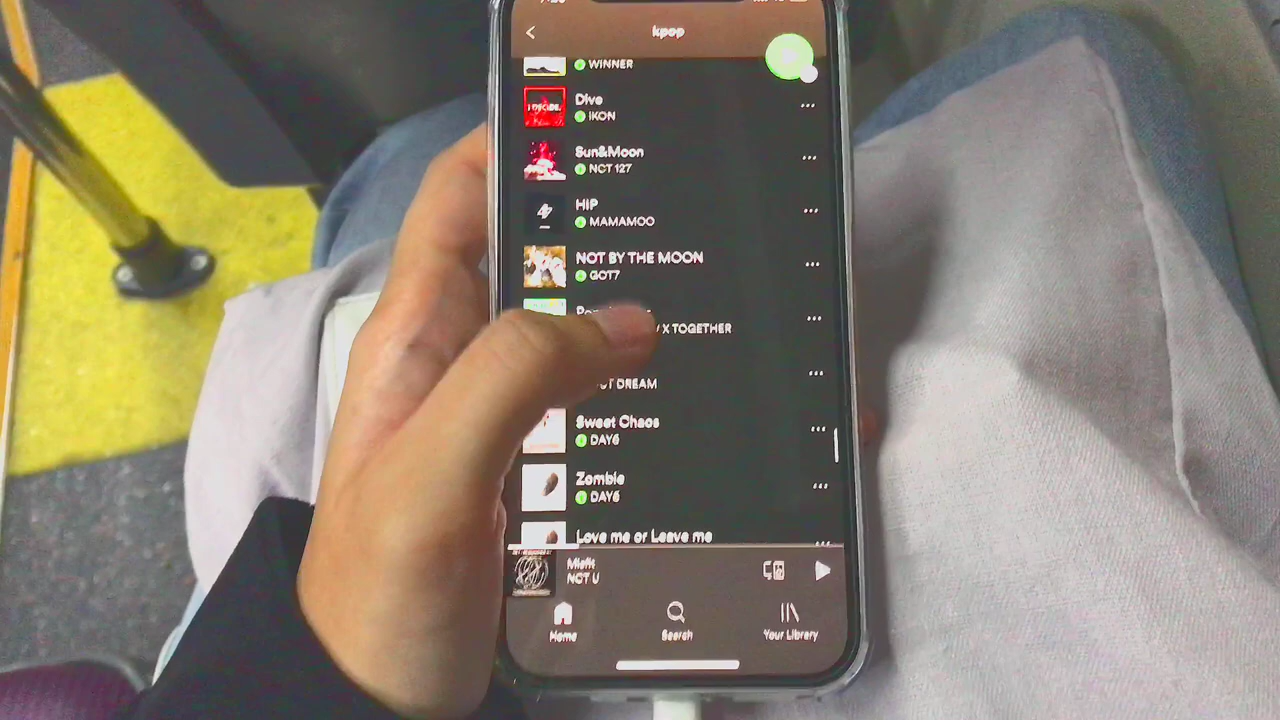 kpop
WINNER
Dive
iKON
I DECIDE
Sun&Moon
NCT 127
HIP
MAMAMOO
NOT BY THE MOON
GOT7
X TOGETHER
DREAM
Sweet Chaos
DAY6
Zombie
DAY6
Love me or Leave me
Misfit
NCT U
Home
Search
Your Library